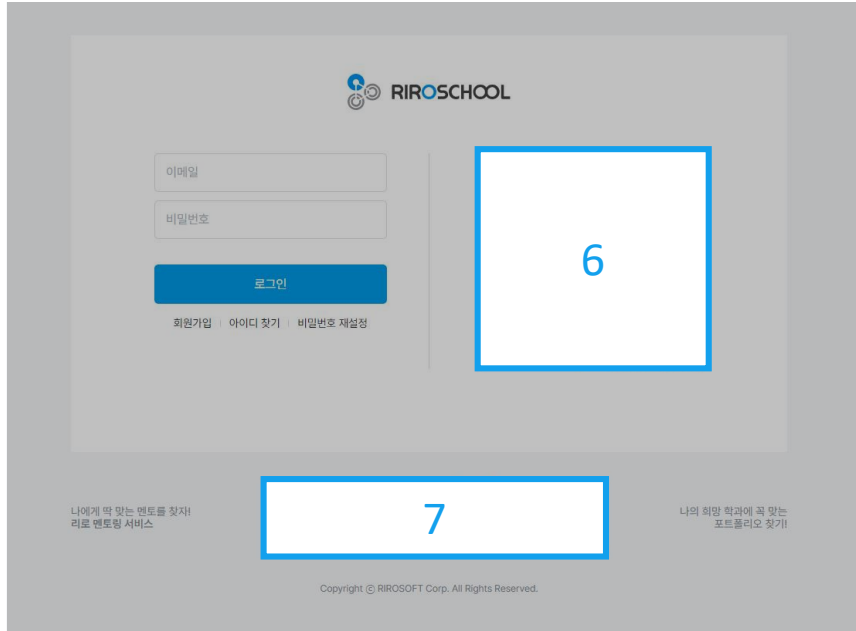 RIROSCHOOL
이메일
비밀번호
6
로그인
회원가입 | 아이디 찾기 | 비밀번호 재설정
나에게 딱 맞는 멘토를 찾자!
리로 멘토링 서비스
7
나의 희망 학과에 꼭 맞는
포트폴리오 찾기!
Copyright ⓒ RIROSOFT Corp. All Rights Reserved.